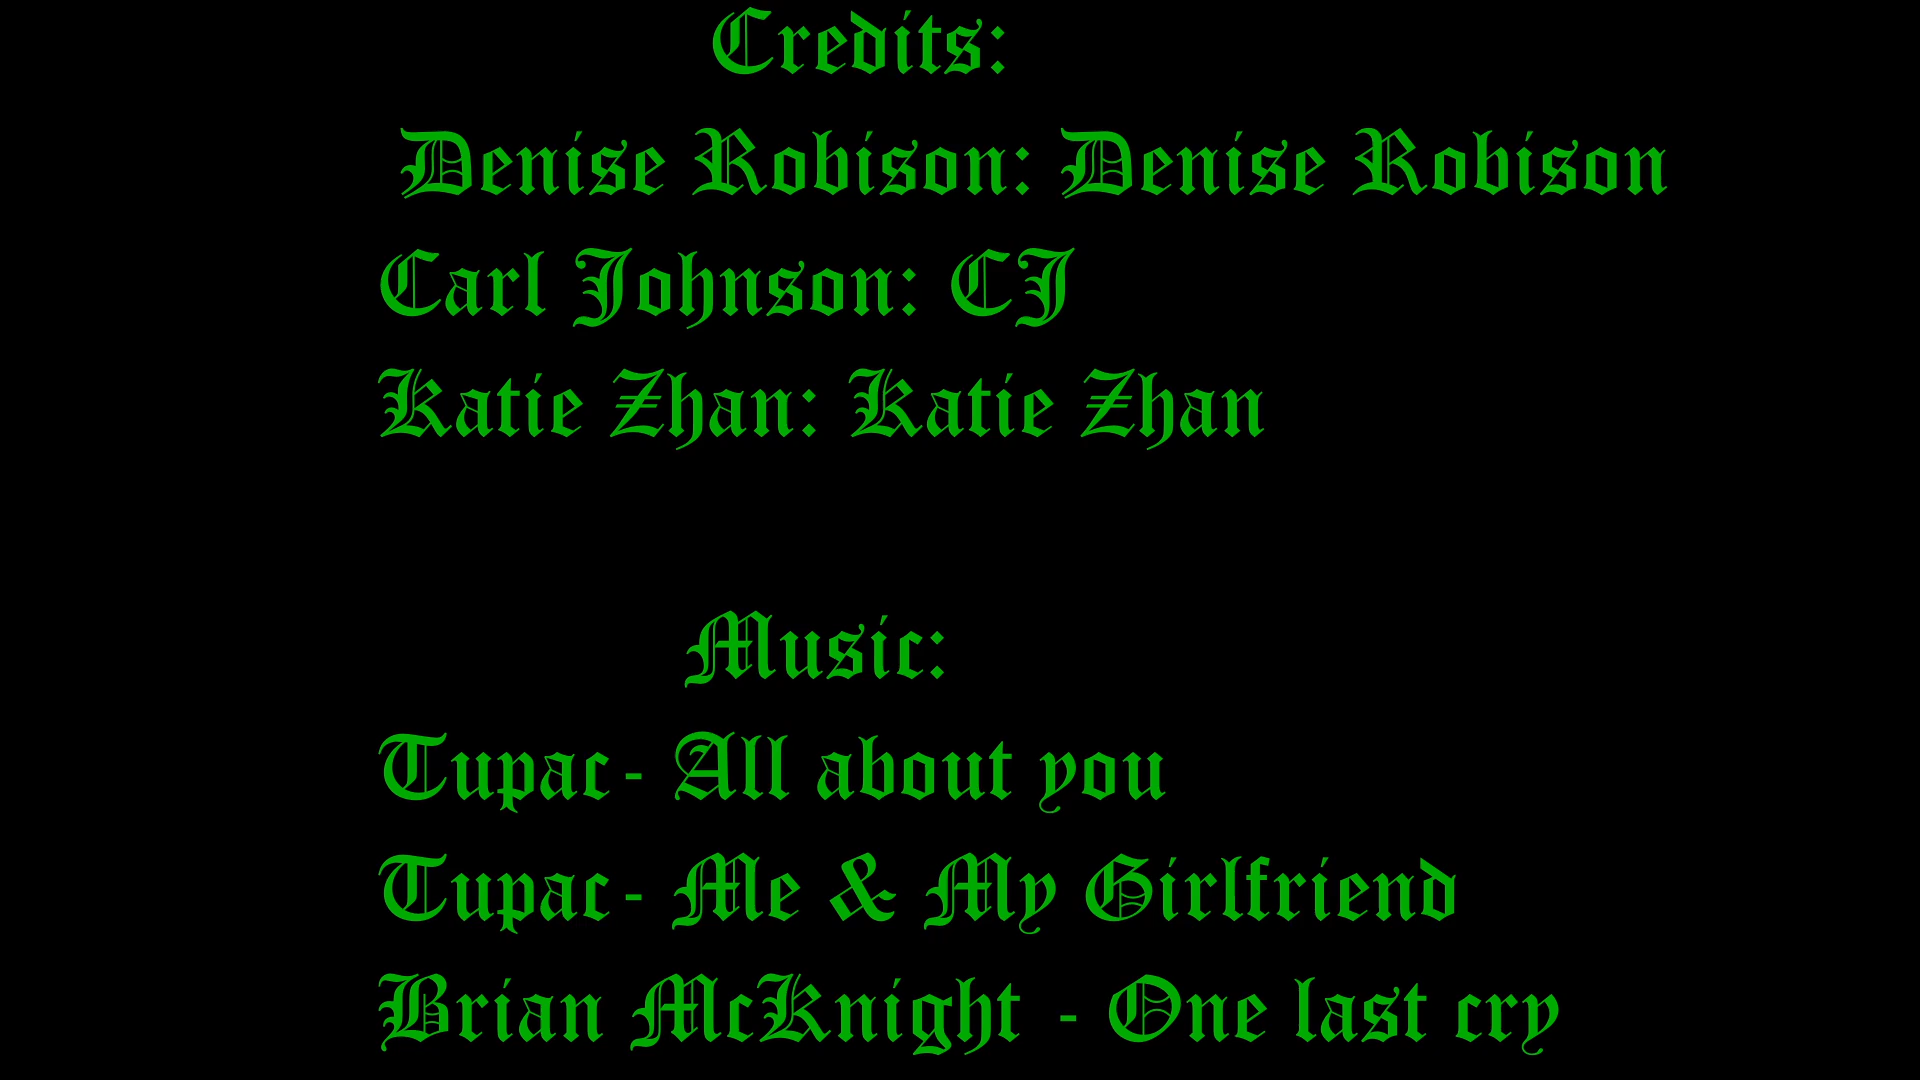 Credits:
Denise Robison: Denise Robison
Carl Johnson: CJ
Katie Zhan: Katie Zhan
Music:
Tupac- All about you
Tupac- Me & My Girlfriend
Brian McKnight - One last cry